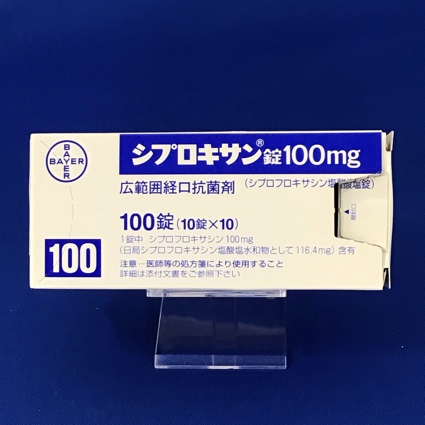 BAYER
BAYER
シプロキサン®錠100mg
広範囲経口抗菌剤 (シプロフロキサシン塩酸塩錠)
100錠 (10錠×10)
1錠中 シプロフロキサシン 100mg
(日局シプロフロキサシン塩酸塩水和物として 116.4mg) 含有
100
注意―医師等の処方箋により使用すること
詳細は添付文書をご参照下さい